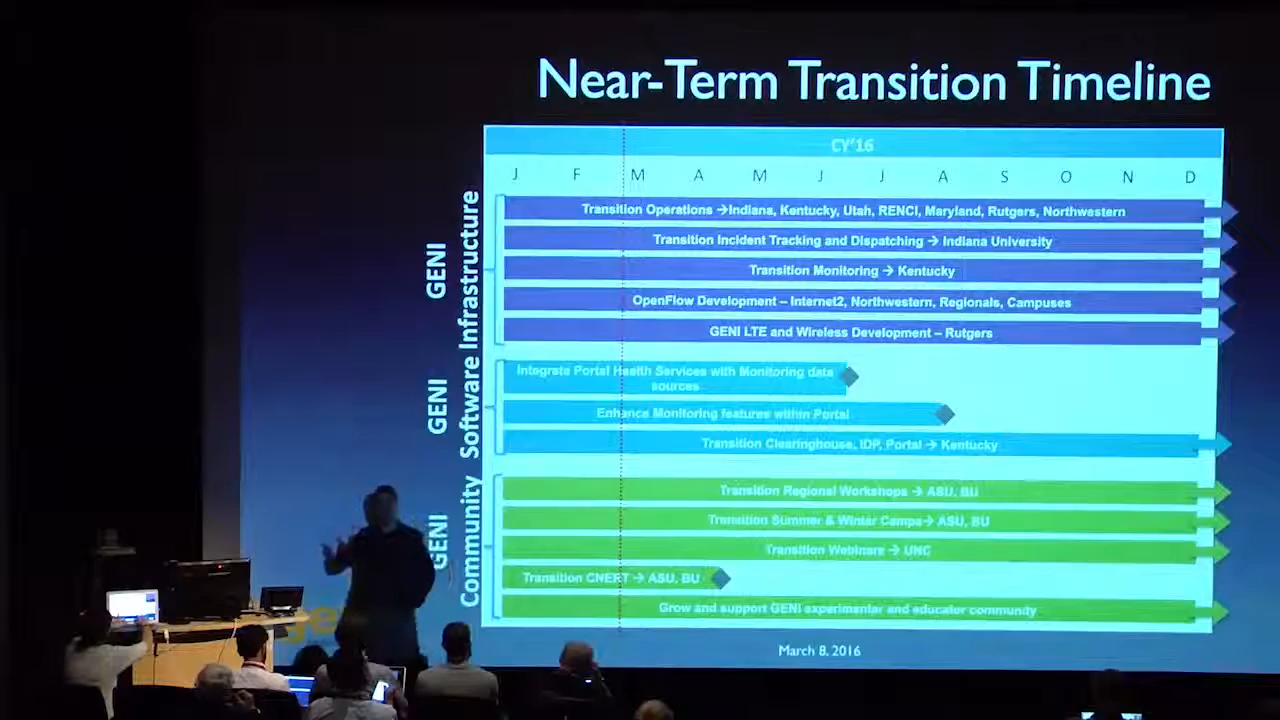 Near-Term Transition Timeline
CY'16
J F M A M J J A S O N D
GENI Infrastructure
Transition Operations →Indiana, Kentucky, Utah, RENCI, Maryland, Rutgers, Northwestern
Transition Incident Tracking and Dispatching → Indiana University
Transition Monitoring → Kentucky
OpenFlow Development – Internet2, Northwestern, Regionals, Campuses
GENI LTE and Wireless Development – Rutgers
GENI Software
Integrate Portal Health Services with Monitoring data
sources
Enhance Monitoring features within Portal
Transition Clearinghouse, IDP, Portal → Kentucky
GENI Community
Transition Regional Workshops → ASU, BU
Transition Summer & Winter Camps→ ASU, BU
Transition Webinars → UNC
Transition CNERT → ASU, BU
Grow and support GENI experimenter and educator community
March 8, 2016